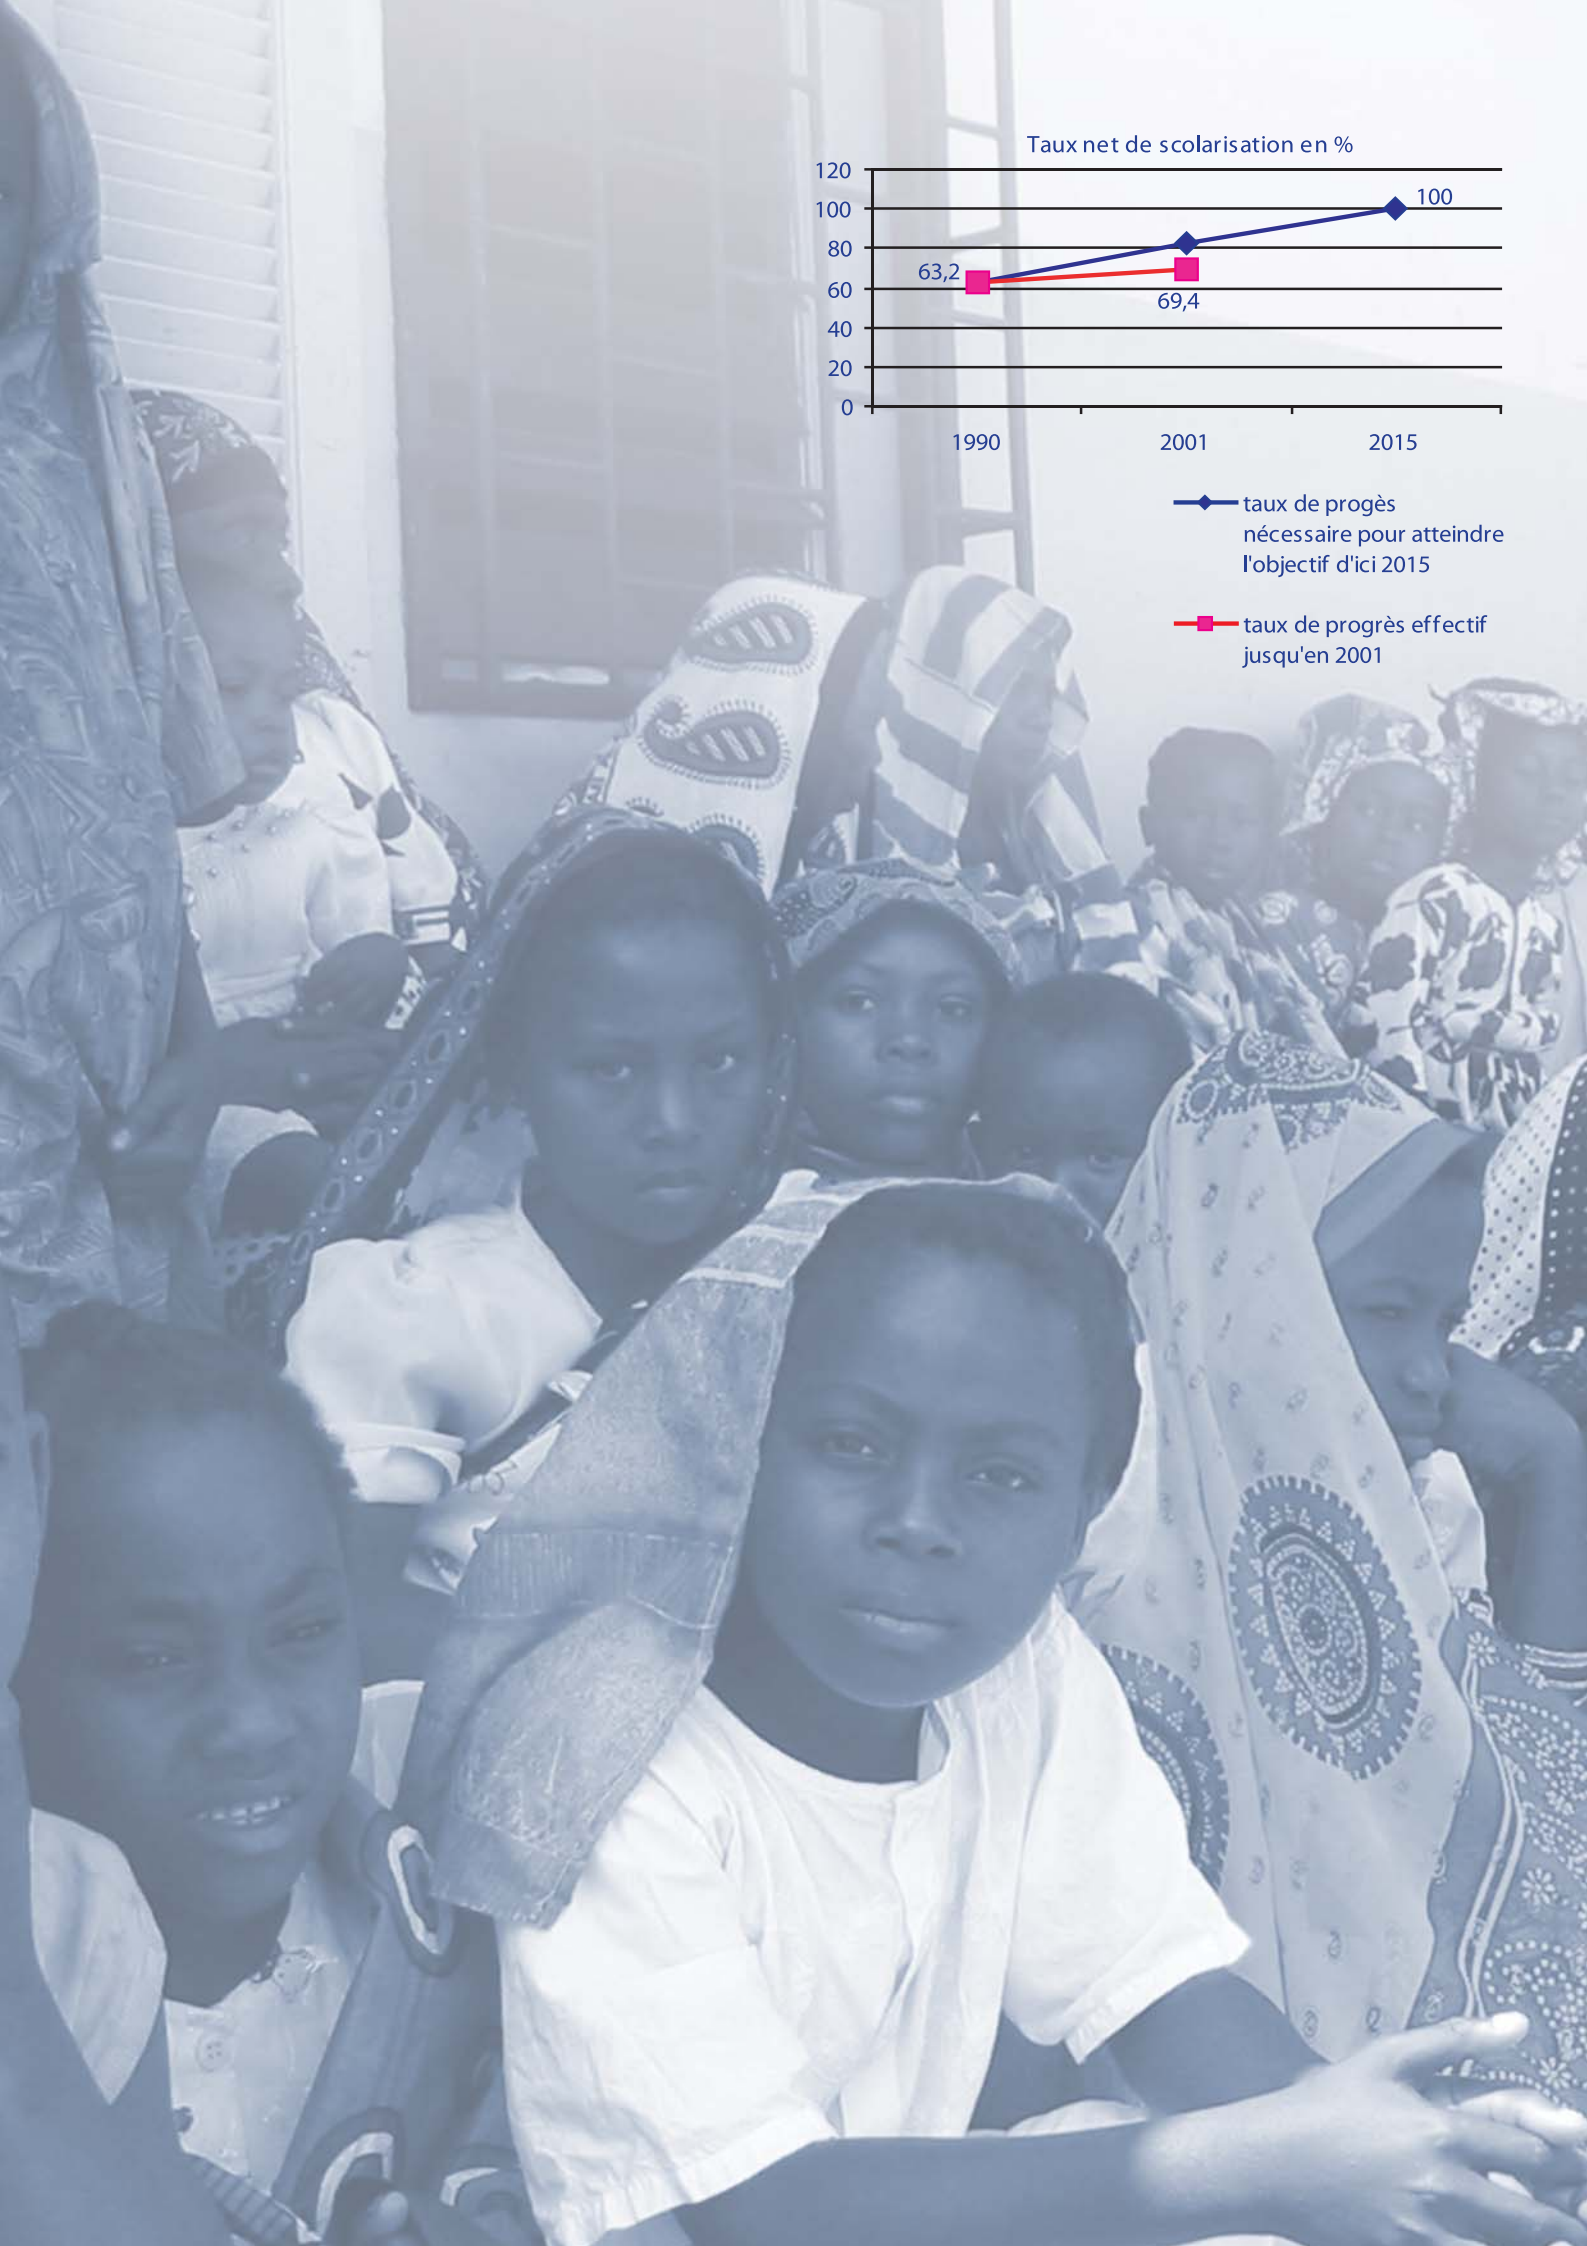 Taux net de scolarisation en %
120
100
100
80
63,2
60
69,4
40
20
0
1990 2001 2015
taux de progès
nécessaire pour atteindre
l'objectif d'ici 2015
taux de progrès effectif
jusqu'en 2001